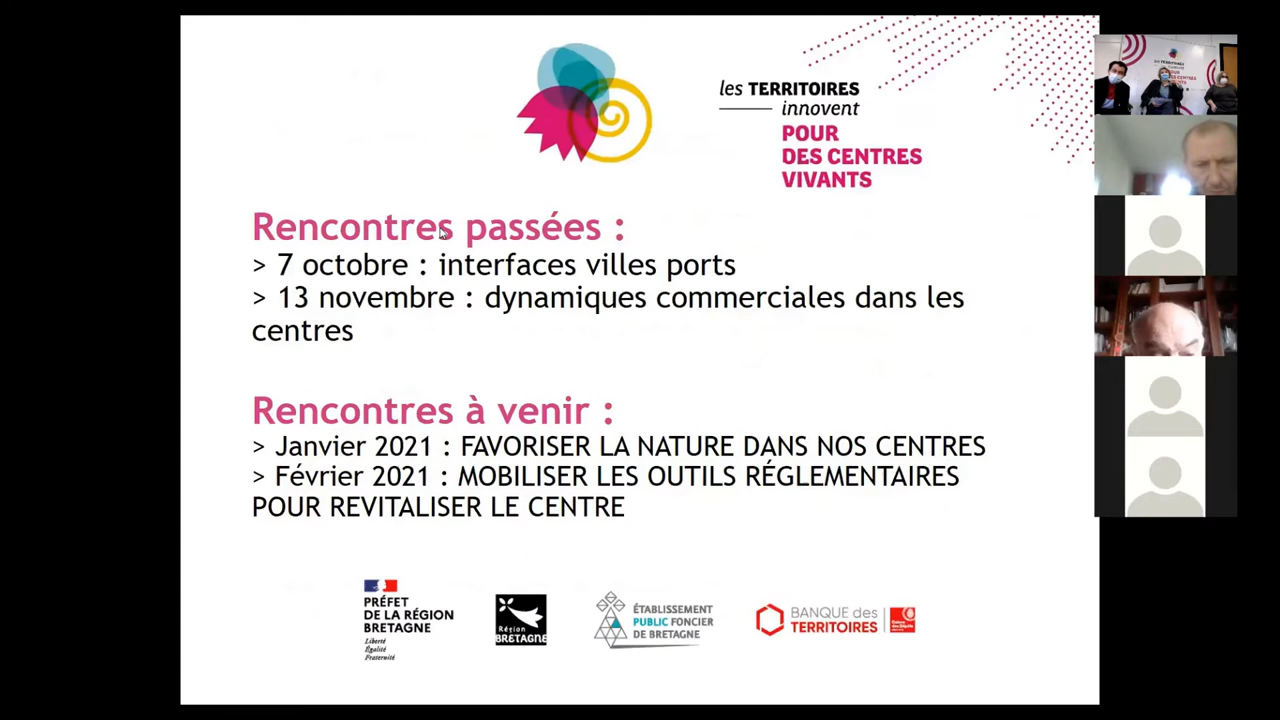 les TERRITOIRES
innovent
POUR
DES CENTRES
VIVANTS
Rencontres passées :
> 7 octobre : interfaces villes ports
> 13 novembre : dynamiques commerciales dans les
centres
Rencontres à venir :
> Janvier 2021 : FAVORISER LA NATURE DANS NOS CENTRES
> Février 2021 : MOBILISER LES OUTILS RÉGLEMENTAIRES
POUR REVITALISER LE CENTRE
PRÉFET
DE LA RÉGION
BRETAGNE
Liberté
Égalité
Fraternité
Région
BRETAGNE
ÉTABLISSEMENT
PUBLIC FONCIER
DE BRETAGNE
BANQUE des
TERRITOIRES